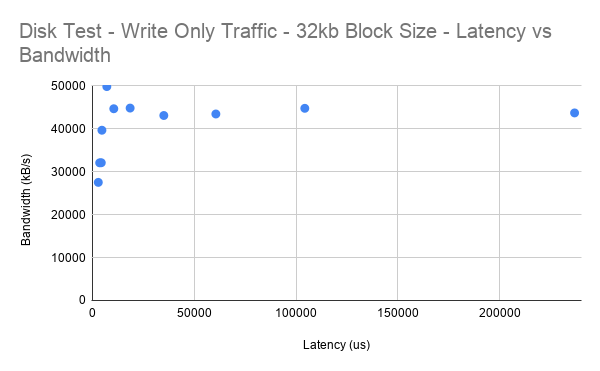 Disk Test - Write Only Traffic - 32kb Block Size - Latency vs
Bandwidth
50000
40000
30000
20000
10000
0
Bandwidth (kB/s)
0
50000
100000
150000
200000
Latency (us)